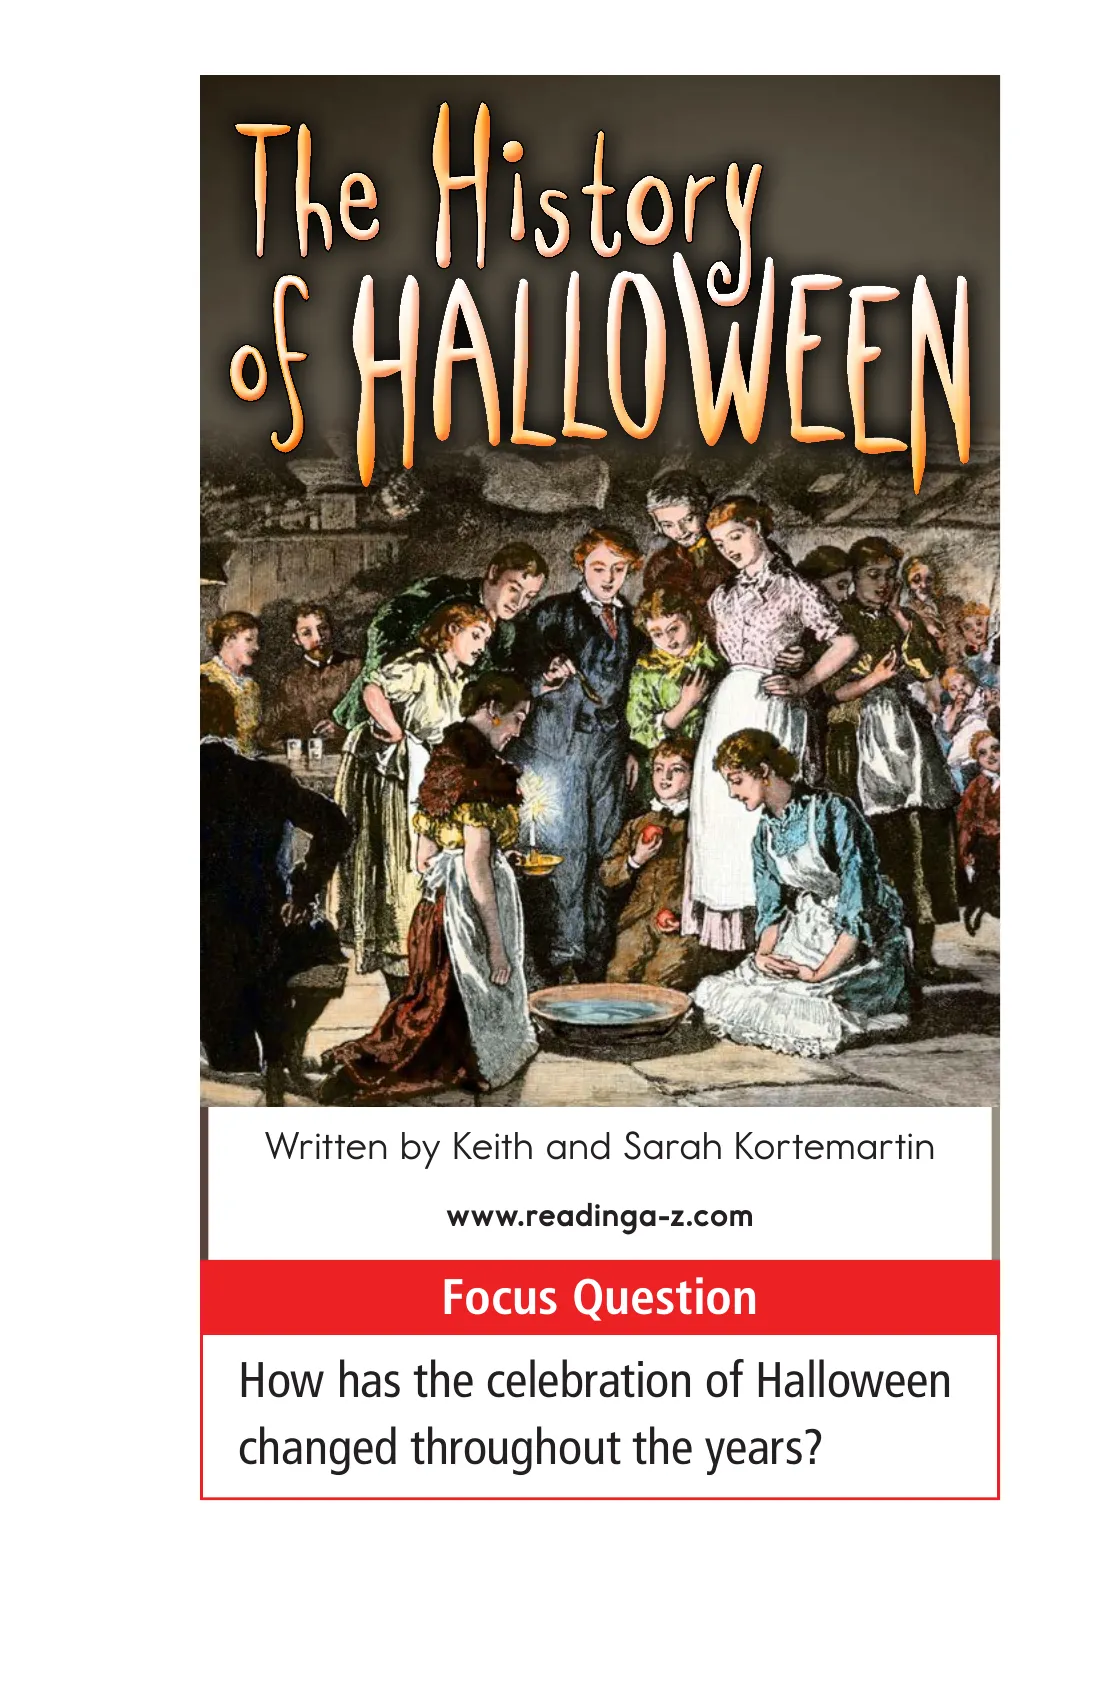 The History
of HALLOWEEN
Written by Keith and Sarah Kortemartin
www.readinga-z.com
Focus Question
How has the celebration of Halloween
changed throughout the years?